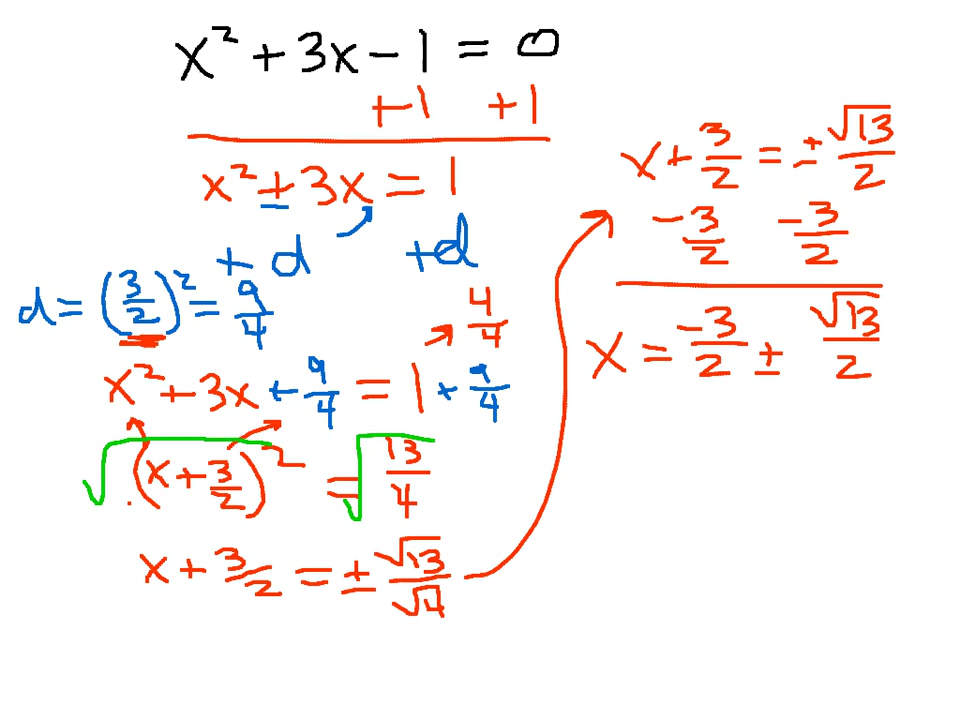 x² + 3x - 1 = 0
+1 +1
x² + 3x = 1
+ d +d
d = (3/2)² = 9/4
4/4
x² + 3x + 9/4 = 1 + 9/4
√(x + 3/2)² = √13/4
x + 3/2 = ± √13/√4
x + 3/2 = ± √13/2
-3/2 -3/2
x = -3/2 ± √13/2